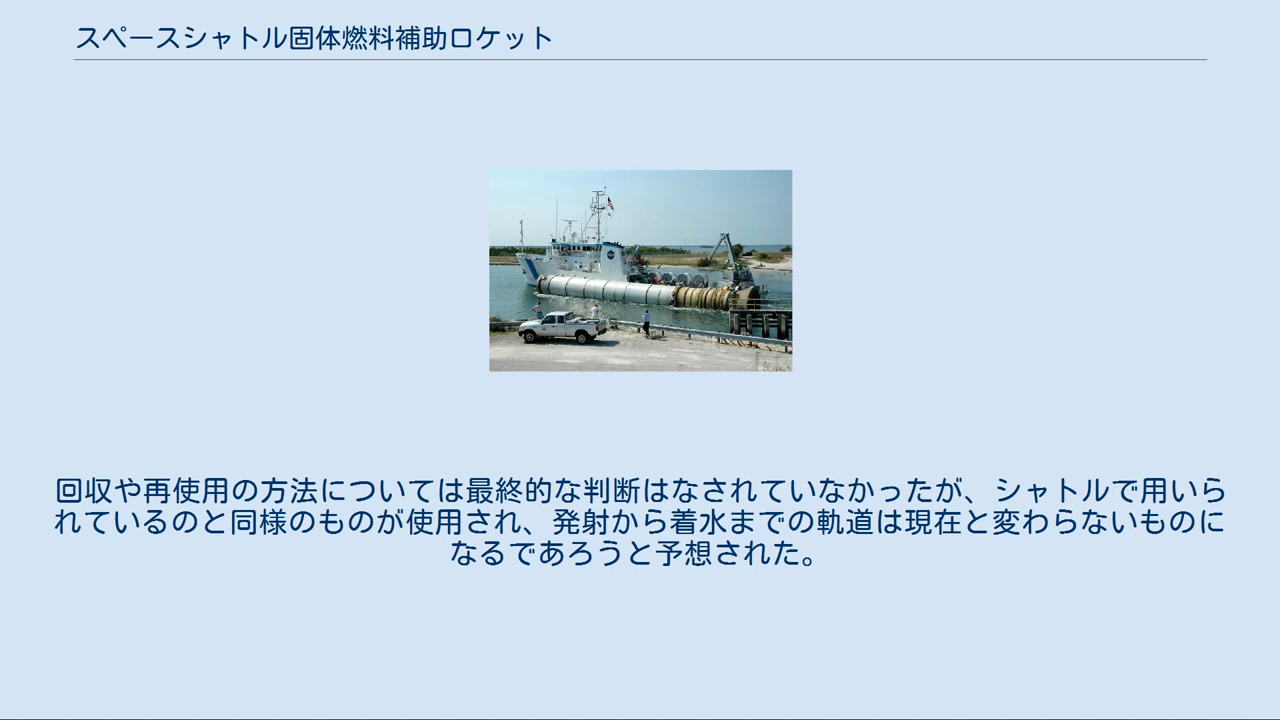 スペースシャトル固体燃料補助ロケット
回収や再使用の方法については最終的な判断はなされていなかったが、シャトルで用いら
れているのと同様のものが使用され、発射から着水までの軌道は現在と変わらないものに
なるであろうと予想された。